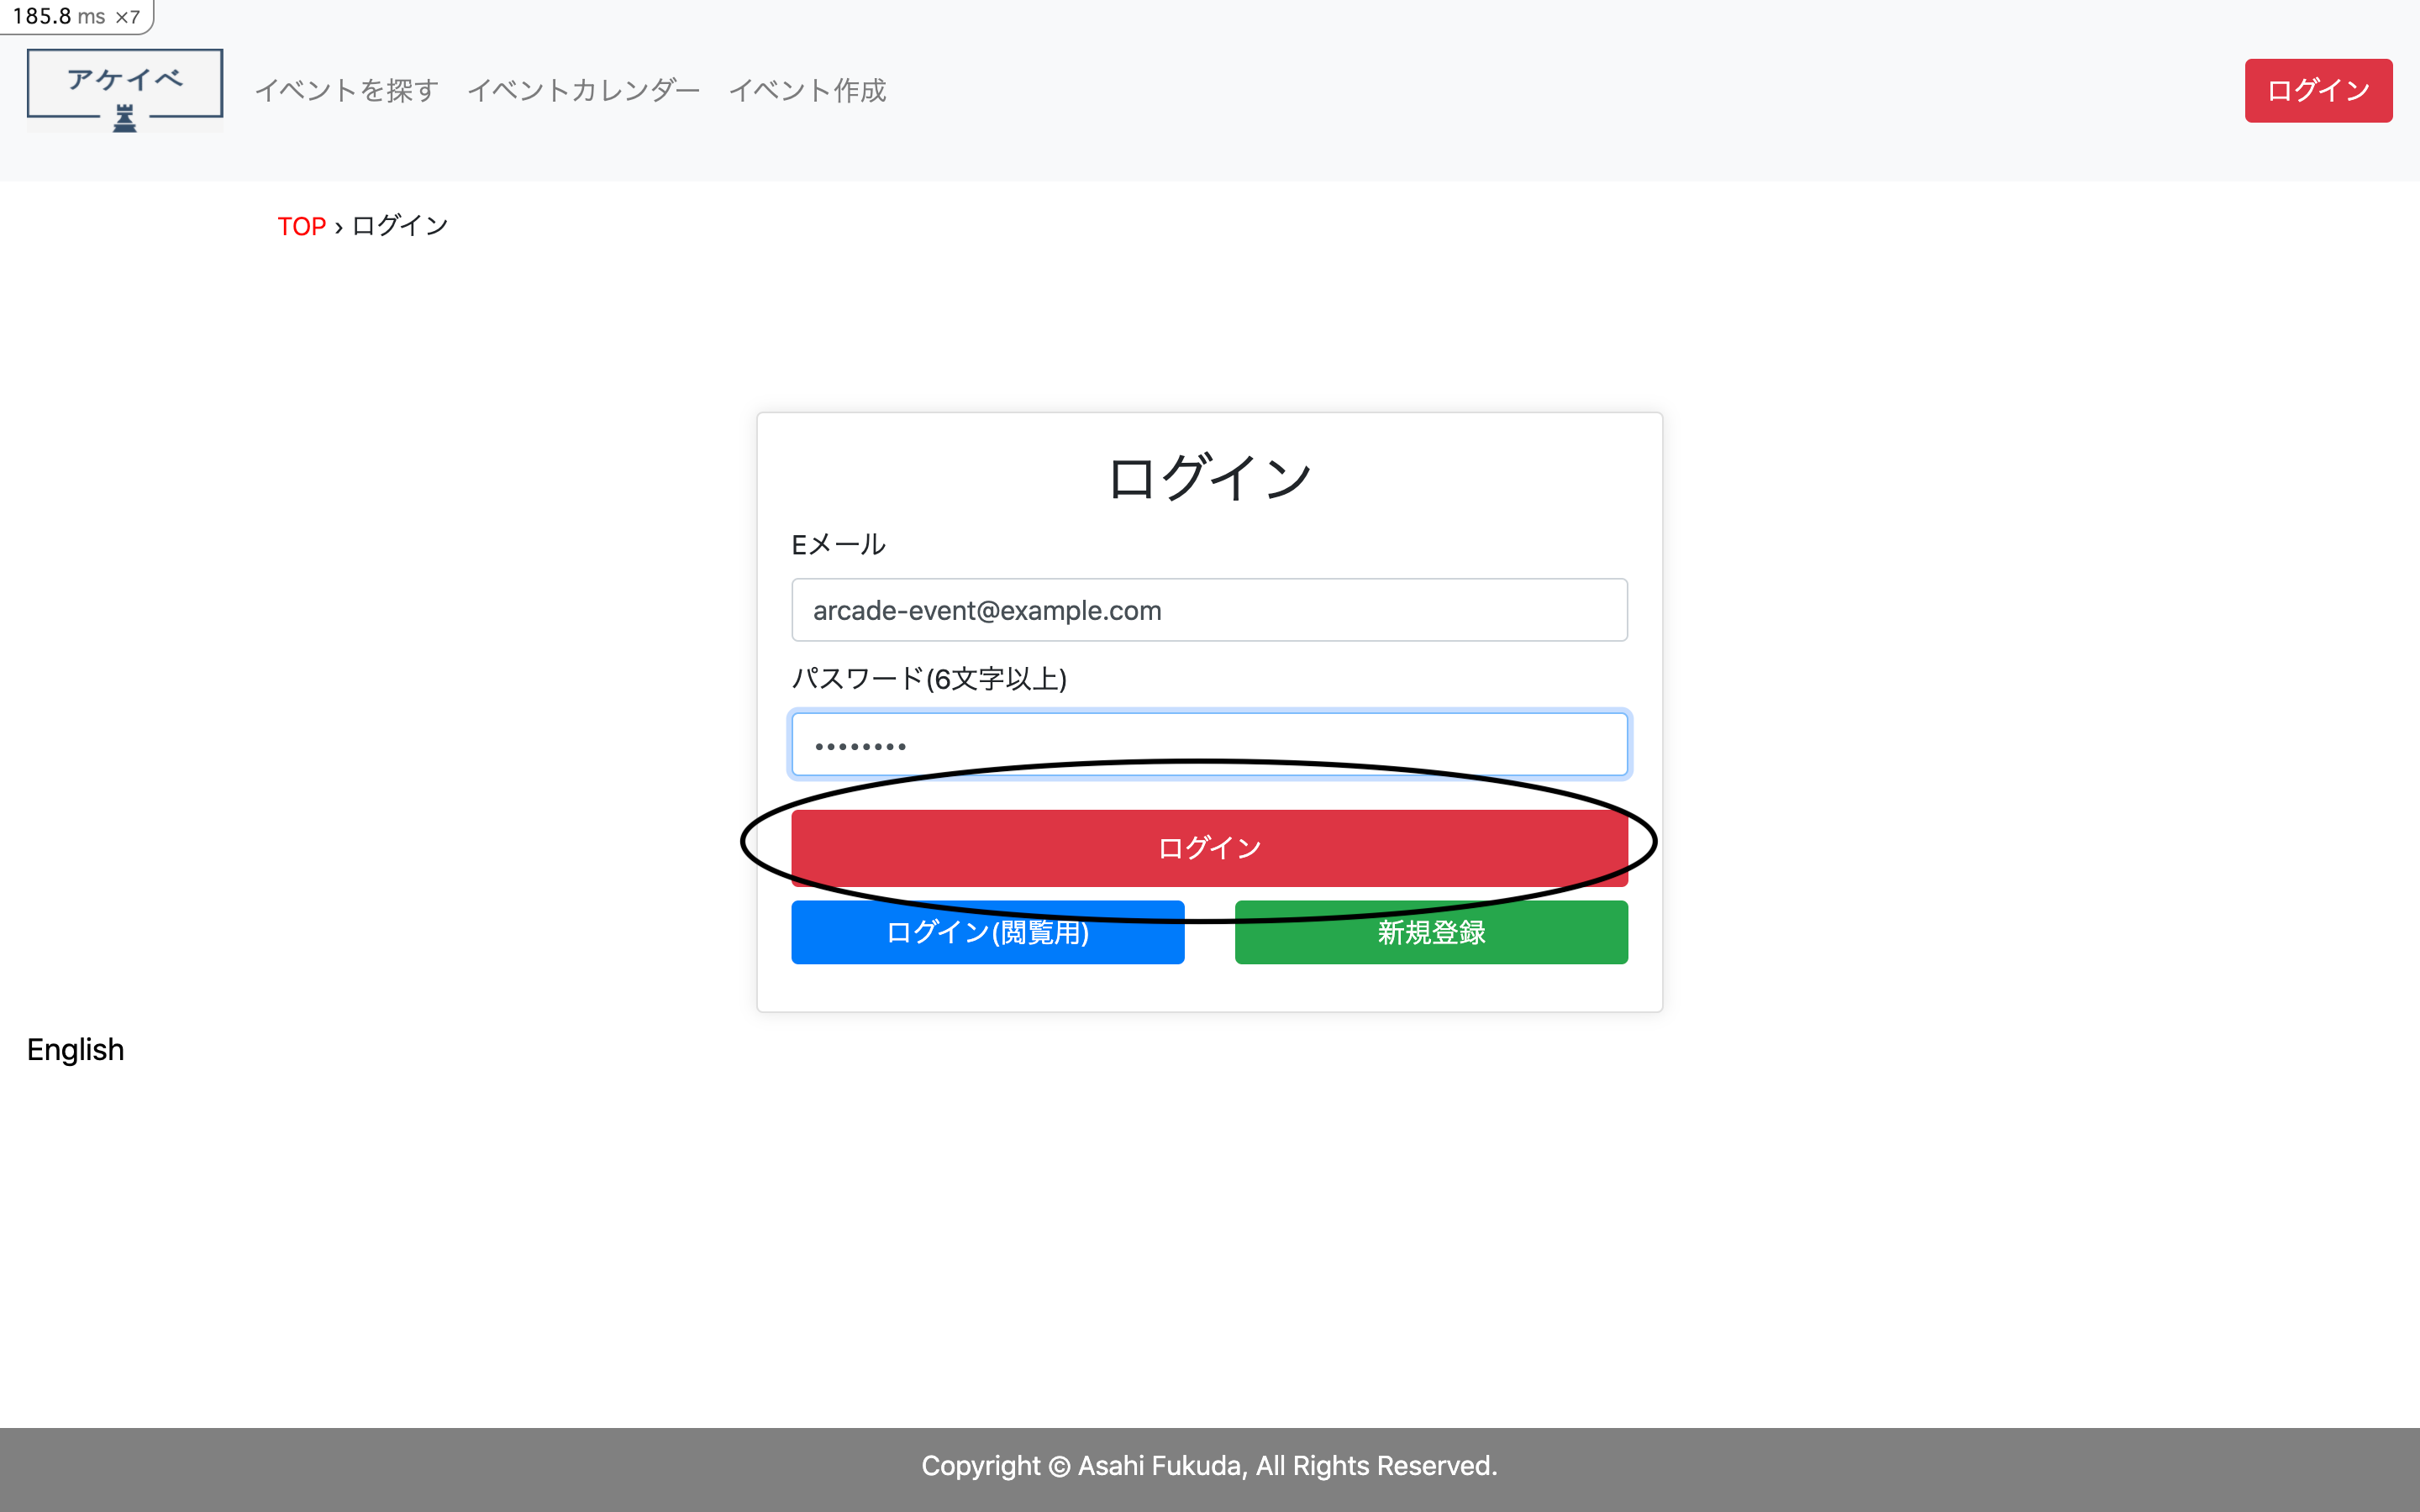 185.8 ms ×7
アケイベ
イベントを探す イベントカレンダー イベント作成
ログイン
TOP › ログイン
ログイン
Eメール
arcade-event@example.com
パスワード(6文字以上)
••••••••
ログイン
ログイン(閲覧用) 新規登録
English
Copyright © Asahi Fukuda, All Rights Reserved.